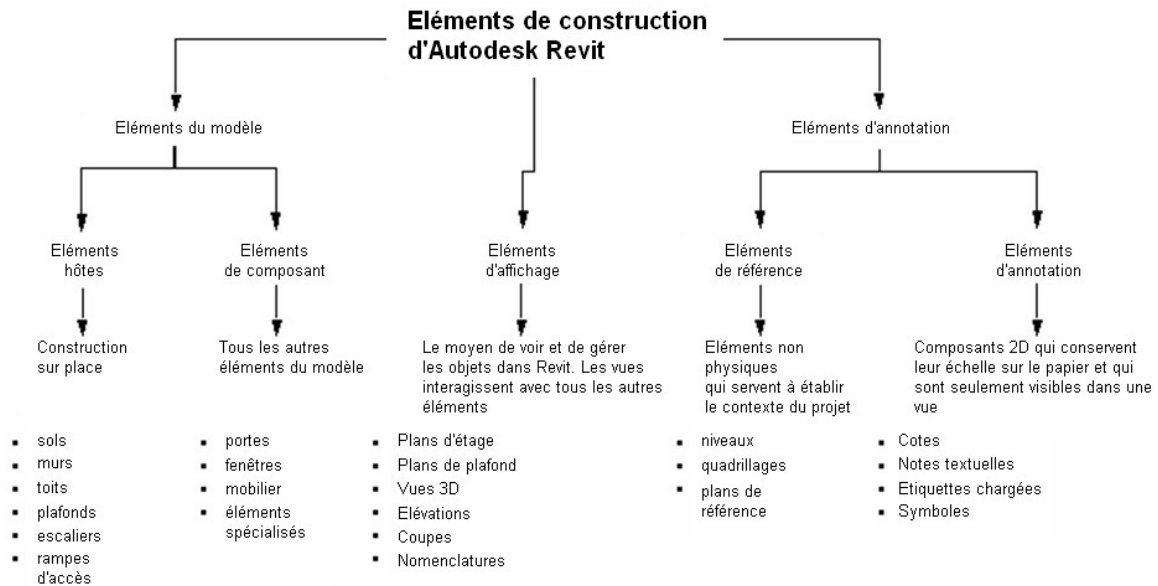 Eléments de construction
d'Autodesk Revit
Eléments du modèle
Eléments d'annotation
Eléments
hôtes
Eléments
de composant
Eléments
d'affichage
Eléments
de référence
Eléments
d'annotation
Construction
sur place
Tous les autres
éléments du modèle
Le moyen de voir et de gérer
les objets dans Revit. Les vues
interagissent avec tous les autres
éléments
Eléments non
physiques
qui servent à établir
le contexte du projet
Composants 2D qui conservent
leur échelle sur le papier et qui
sont seulement visibles dans une
vue
sols
murs
toits
plafonds
escaliers
rampes
d'accès
portes
fenêtres
mobilier
éléments
spécialisés
Plans d'étage
Plans de plafond
Vues 3D
Elévations
Coupes
Nomenclatures
niveaux
quadrillages
plans de
référence
Cotes
Notes textuelles
Etiquettes chargées
Symboles